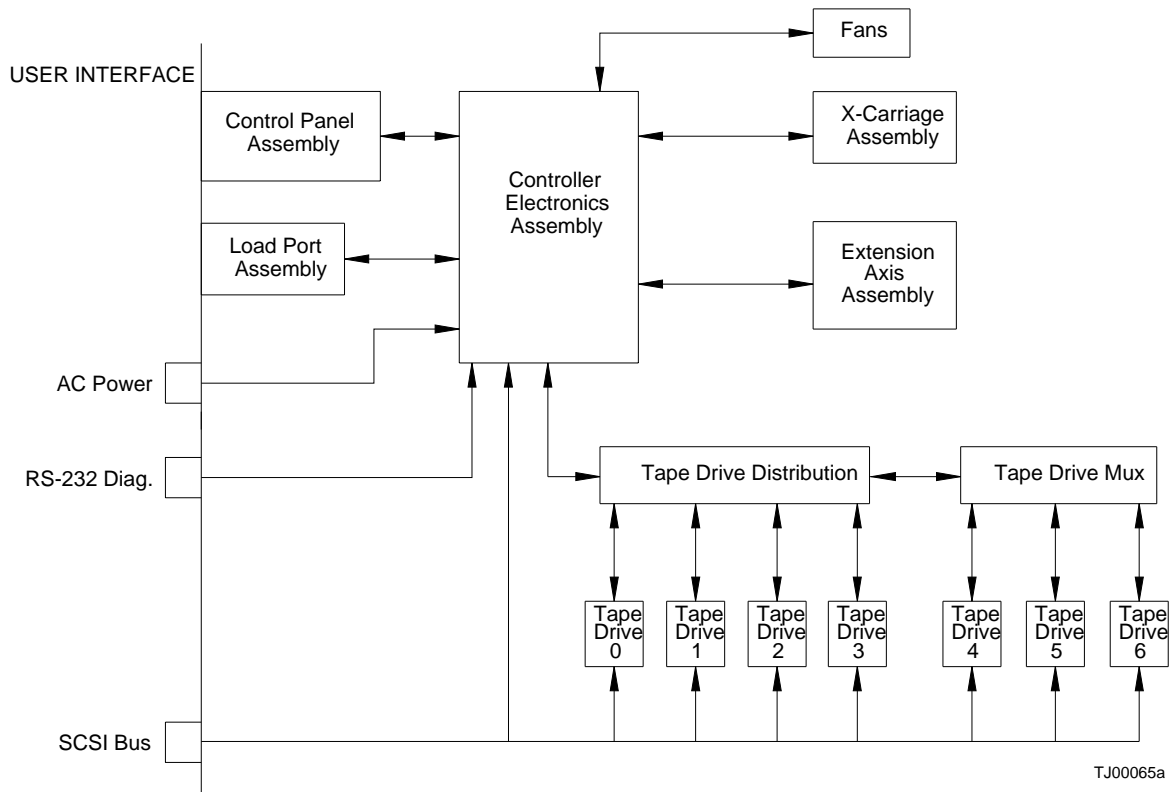 Fans
USER INTERFACE
Control Panel
Assembly
X-Carriage
Assembly
Controller
Electronics
Assembly
Load Port
Assembly
Extension
Axis
Assembly
AC Power
RS-232 Diag.
Tape Drive Distribution
Tape Drive Mux
Tape
Drive
0
Tape
Drive
1
Tape
Drive
2
Tape
Drive
3
Tape
Drive
4
Tape
Drive
5
Tape
Drive
6
SCSI Bus
TJ00065a